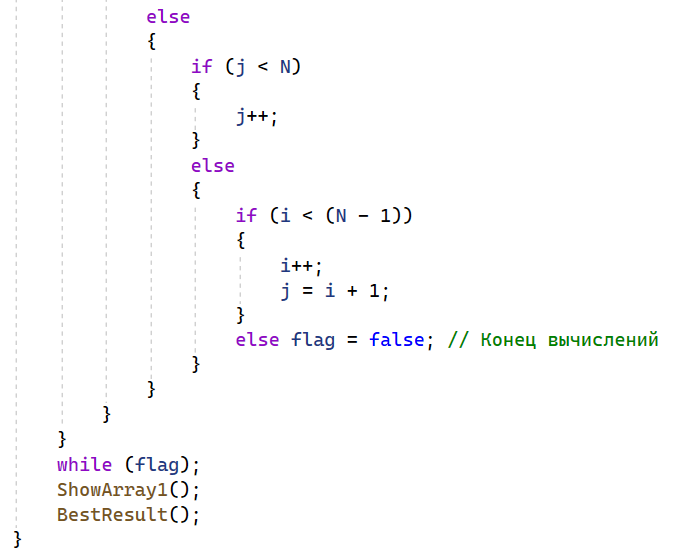 else
{
if (j < N)
{
j++;
}
else
{
if (i < (N - 1))
{
i++;
j = i + 1;
}
else flag = false; // Конец вычислений
}
}
}
}
while (flag);
ShowArray1();
BestResult();
}